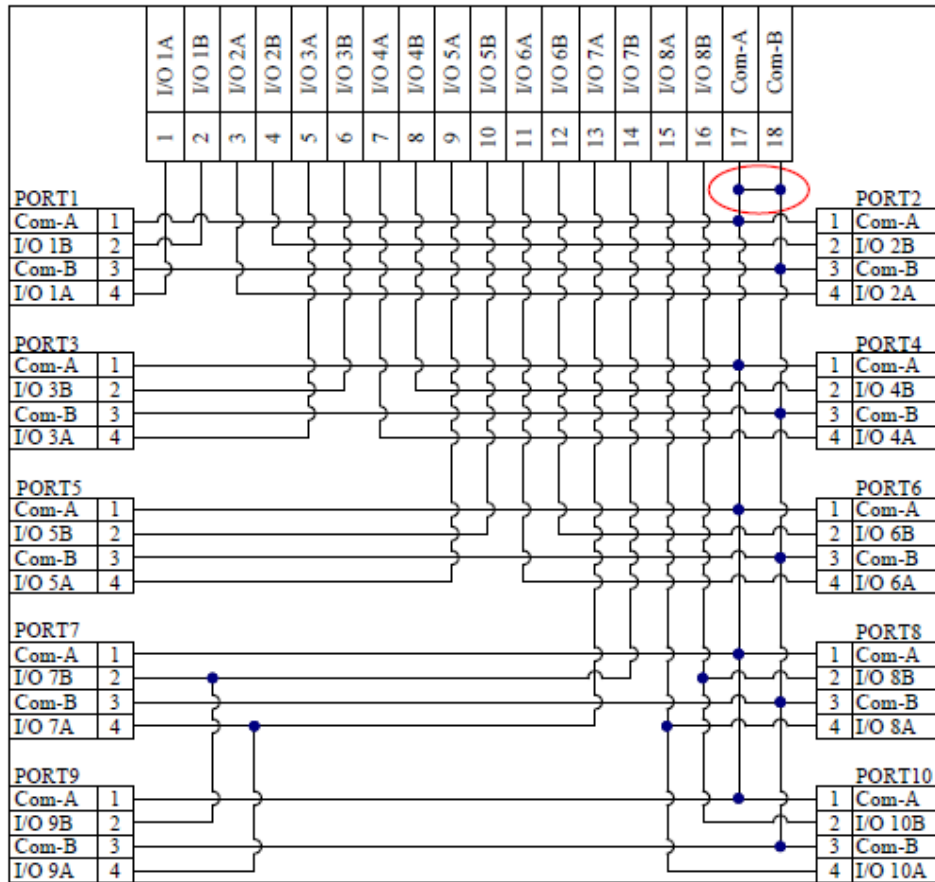 I/O 1A
I/O 1B
I/O 2A
I/O 2B
I/O 3A
I/O 3B
I/O 4A
I/O 4B
I/O 5A
I/O 5B
I/O 6A
I/O 6B
I/O 7A
I/O 7B
I/O 8A
I/O 8B
Com-A
Com-B
1 2 3 4 5 6 7 8 9 10 11 12 13 14 15 16 17 18
PORT1
Com-A 1
I/O 1B 2
Com-B 3
I/O 1A 4
PORT2
1 Com-A
2 I/O 2B
3 Com-B
4 I/O 2A
PORT3
Com-A 1
I/O 3B 2
Com-B 3
I/O 3A 4
PORT4
1 Com-A
2 I/O 4B
3 Com-B
4 I/O 4A
PORT5
Com-A 1
I/O 5B 2
Com-B 3
I/O 5A 4
PORT6
1 Com-A
2 I/O 6B
3 Com-B
4 I/O 6A
PORT7
Com-A 1
I/O 7B 2
Com-B 3
I/O 7A 4
PORT8
1 Com-A
2 I/O 8B
3 Com-B
4 I/O 8A
PORT9
Com-A 1
I/O 9B 2
Com-B 3
I/O 9A 4
PORT10
1 Com-A
2 I/O 10B
3 Com-B
4 I/O 10A